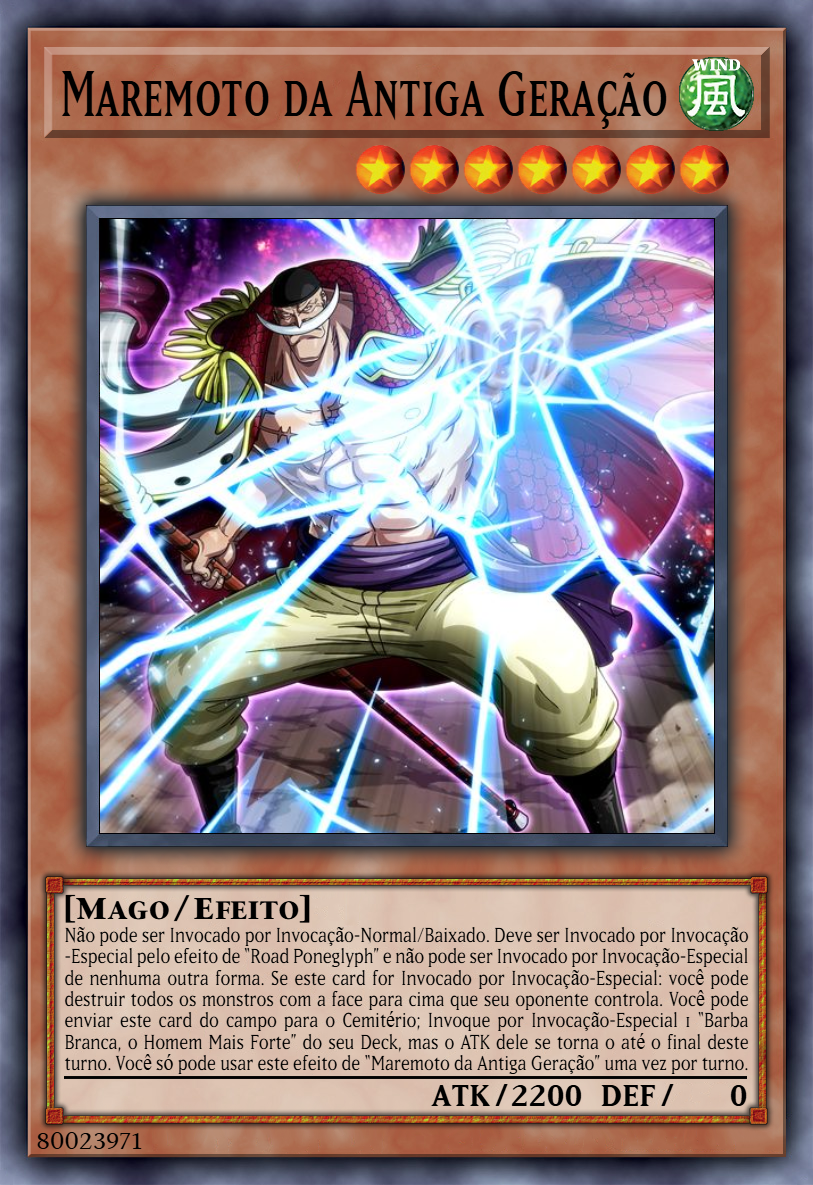 Maremoto da Antiga Geração
WIND
風
[Mago/Efeito]
Não pode ser Invocado por Invocação-Normal/Baixado. Deve ser Invocado por Invocação
-Especial pelo efeito de "Road Poneglyph" e não pode ser Invocado por Invocação-Especial
de nenhuma outra forma. Se este card for Invocado por Invocação-Especial: você pode
destruir todos os monstros com a face para cima que seu oponente controla. Você pode
enviar este card do campo para o Cemitério; Invoque por Invocação-Especial 1 "Barba
Branca, o Homem Mais Forte" do seu Deck, mas o ATK dele se torna 0 até o final deste
turno. Você só pode usar este efeito de "Maremoto da Antiga Geração" uma vez por turno.
ATK/2200 DEF/ 0
80023971